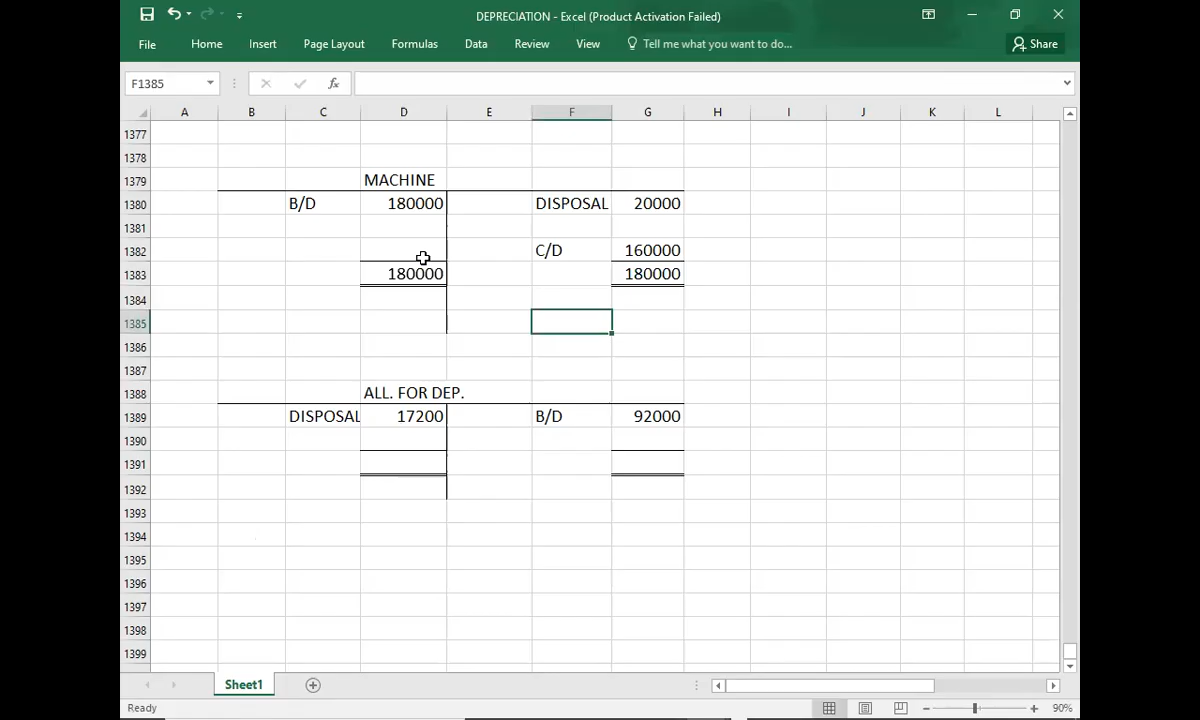 DEPRECIATION - Excel (Product Activation Failed)
File Home Insert Page Layout Formulas Data Review View Tell me what you want to do... Share
F1385 fx
A B C D E F G H I J K L
1377
1378
1379 MACHINE
1380 B/D 180000 DISPOSAL 20000
1381
1382 C/D 160000
1383 180000 180000
1384
1385
1386
1387
1388 ALL. FOR DEP.
1389 DISPOSAL 17200 B/D 92000
1390
1391
1392
1393
1394
1395
1396
1397
1398
1399
Sheet1
Ready 90%